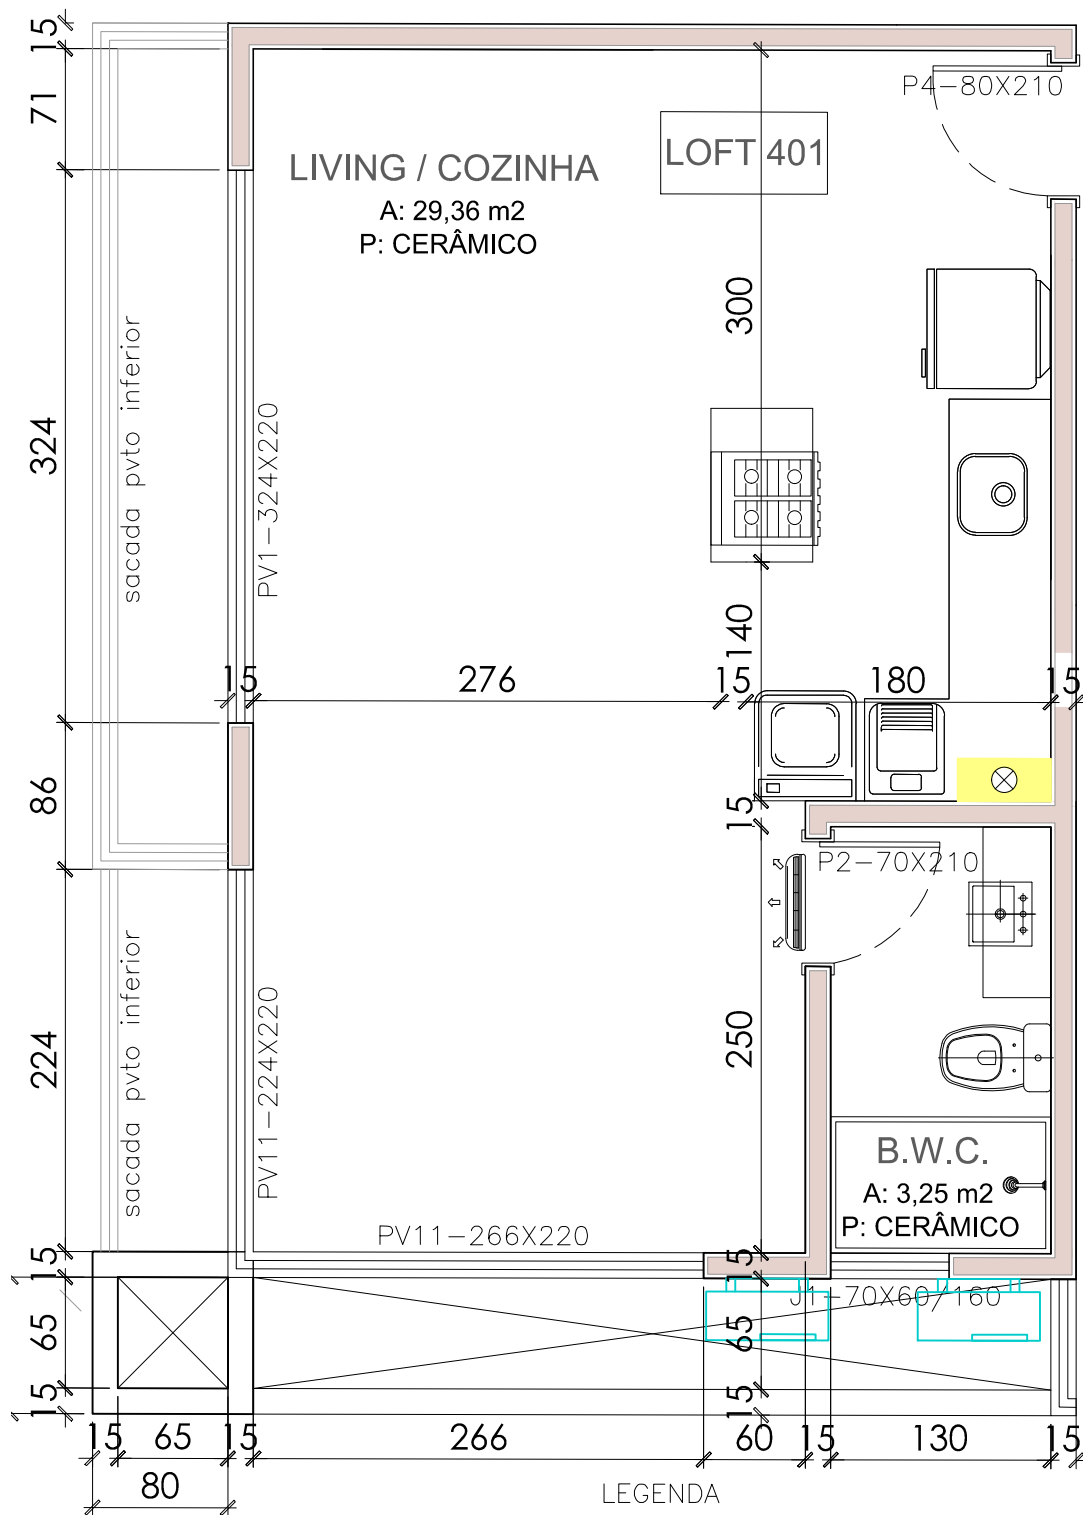 15
71
324
86
224
15
65
15
P4-80X210
LOFT 401
LIVING / COZINHA
A: 29,36 m2
P: CERÂMICO
300
sacada pvto inferior
PV1-324X220
140
15
276
15
180
15
15
P2-70X210
250
sacada pvto inferior
PV11-224X220
B.W.C.
A: 3,25 m2
P: CERÂMICO
PV11-266X220
15
J1-70X60/160
65
15
15
65
15
266
60
15
130
15
80
LEGENDA